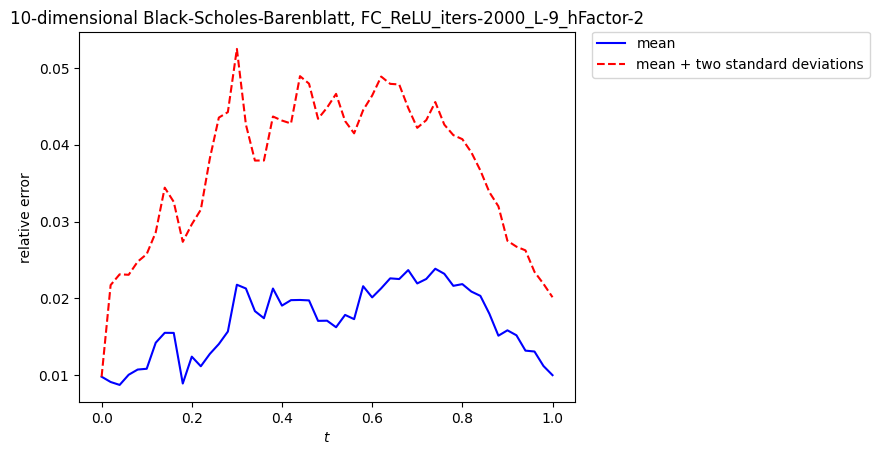 10-dimensional Black-Scholes-Barenblatt, FC_ReLU_iters-2000_L-9_hFactor-2
mean
mean + two standard deviations
relative error
0.05
0.04
0.03
0.02
0.01
0.0 0.2 0.4 0.6 0.8 1.0
t